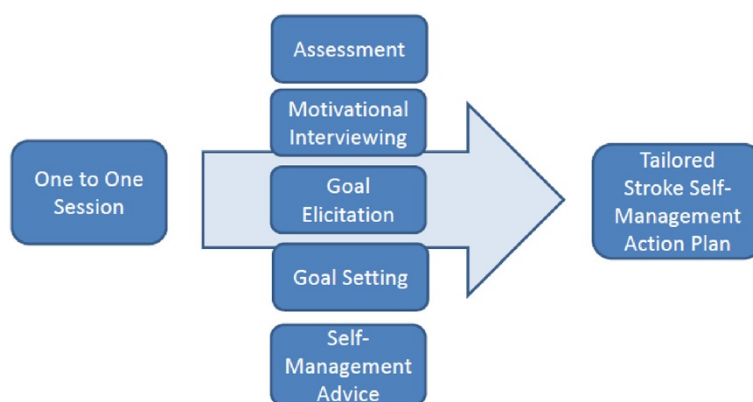 One to One
Session
Assessment
Motivational
Interviewing
Goal
Elicitation
Goal Setting
Self-
Management
Advice
Tailored
Stroke Self-
Management
Action Plan